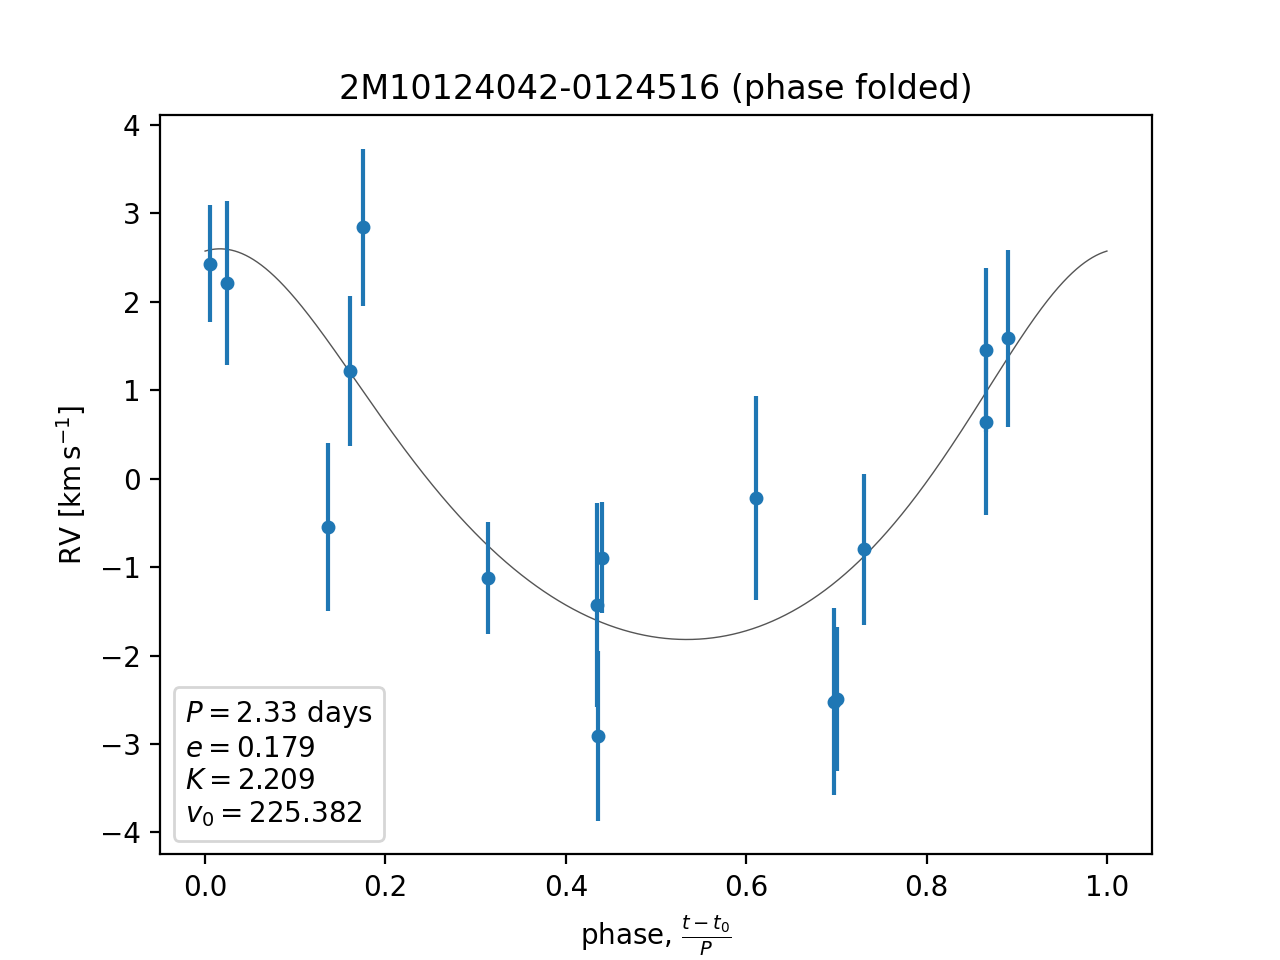 2M10124042-0124516 (phase folded)
4
3
2
1
0
−1
−2
−3
−4
RV [km s⁻¹]
P = 2.33 days
e = 0.179
K = 2.209
v₀ = 225.382
0.0 0.2 0.4 0.6 0.8 1.0
phase, (t − t₀)/P